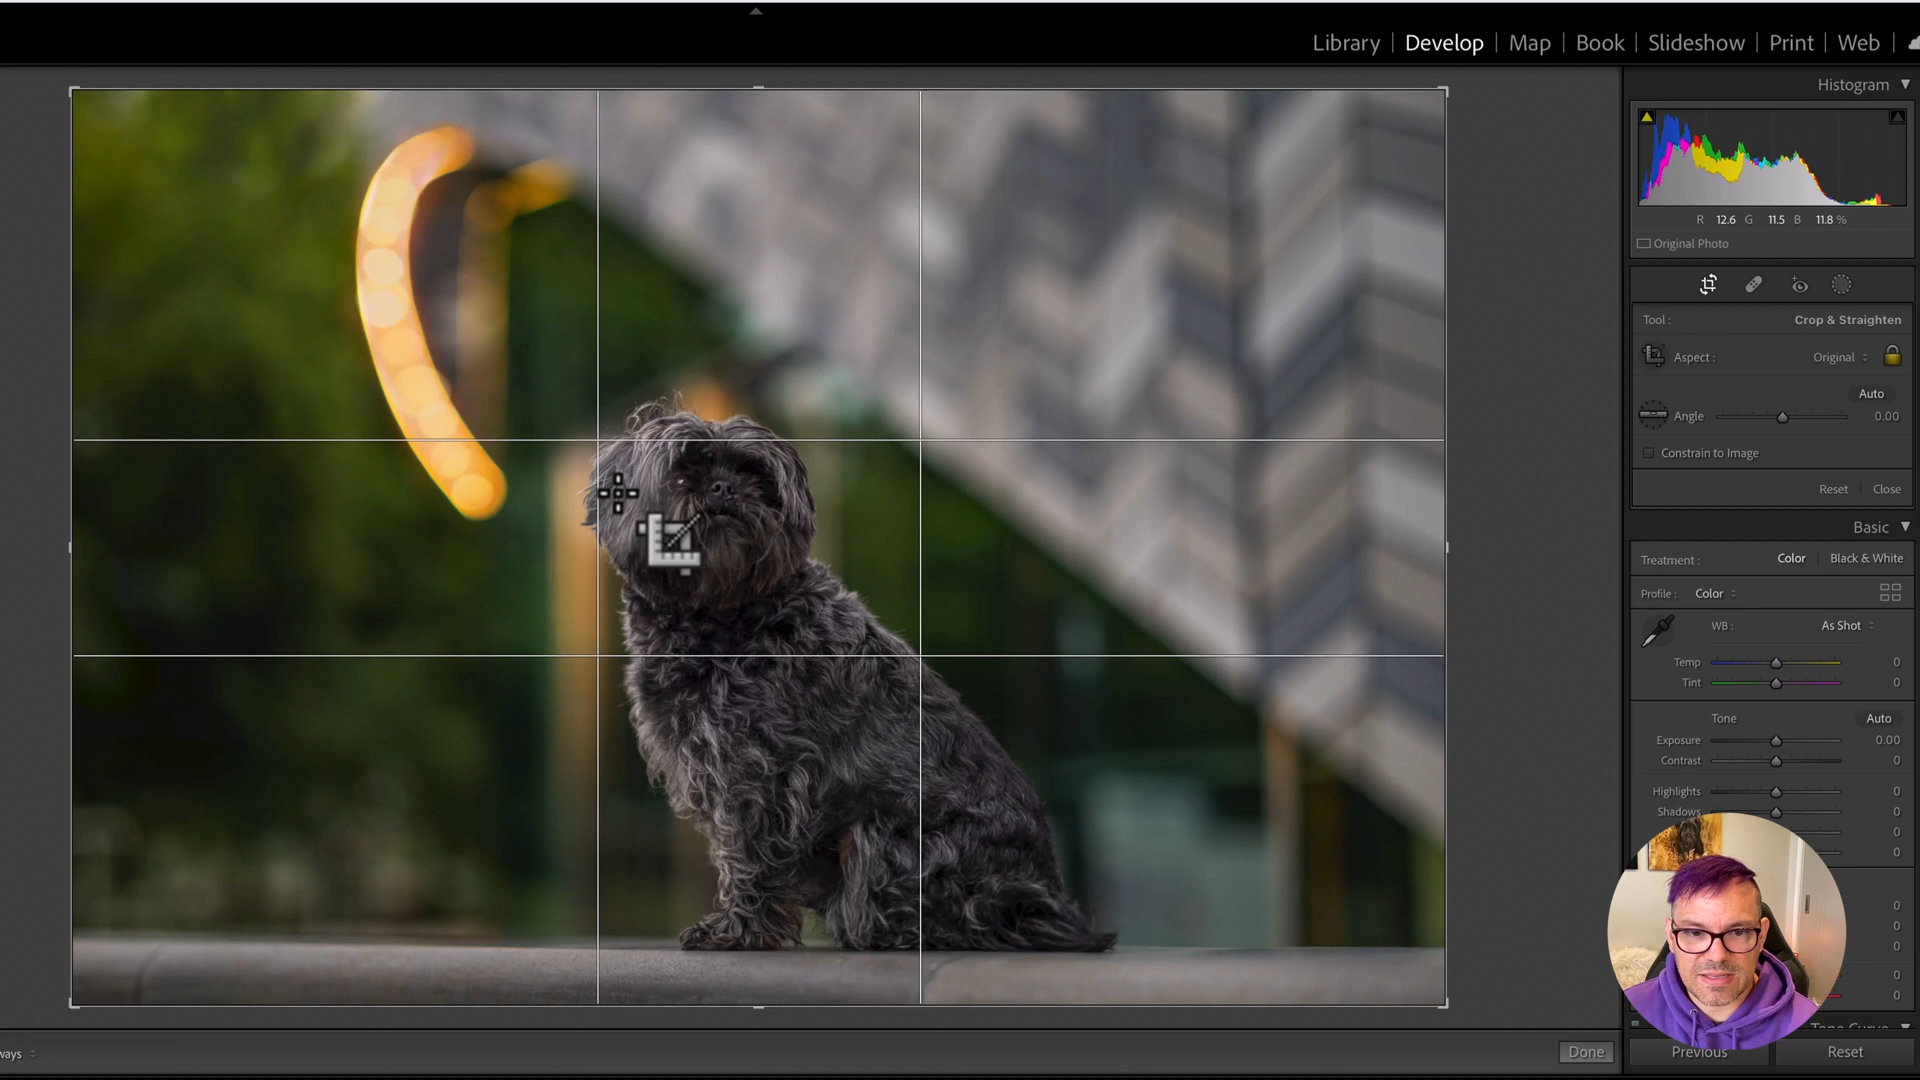 Library | Develop | Map | Book | Slideshow | Print | Web |
Histogram
R 12.6 G 11.5 B 11.8 %
Original Photo
Tool : Crop & Straighten
Aspect : Original
Auto
Angle 0.00
Constrain to Image
Reset Close
Basic
Treatment : Color Black & White
Profile : Color
WB : As Shot
Temp 0
Tint 0
Tone Auto
Exposure 0.00
Contrast 0
Highlights 0
Shadows 0
0
0
0
0
0
0
0
Tone Curve
ways Done Previous Reset